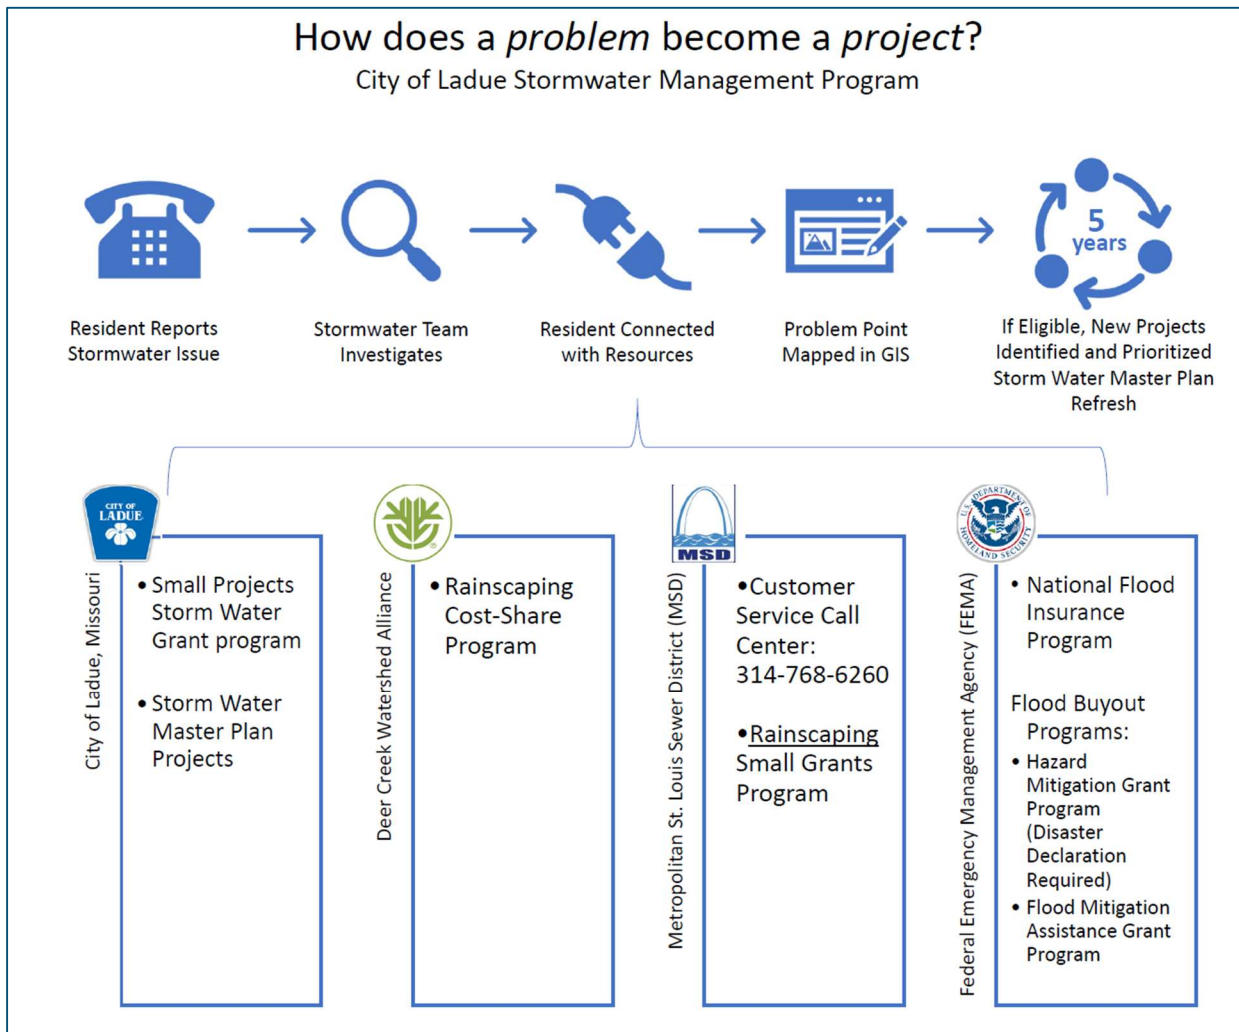 How does a problem become a project?
City of Ladue Stormwater Management Program
5
years
Resident Reports
Stormwater Issue
Stormwater Team
Investigates
Resident Connected
with Resources
Problem Point
Mapped in GIS
If Eligible, New Projects
Identified and Prioritized
Storm Water Master Plan
Refresh
CITY OF
LADUE
City of Ladue, Missouri
• Small Projects
Storm Water
Grant program
• Storm Water
Master Plan
Projects
Deer Creek Watershed Alliance
• Rainscaping
Cost-Share
Program
MSD
Metropolitan St. Louis Sewer District (MSD)
•Customer
Service Call
Center:
314-768-6260
•Rainscaping
Small Grants
Program
U.S. DEPARTMENT OF
HOMELAND SECURITY
Federal Emergency Management Agency (FEMA)
• National Flood
Insurance
Program
Flood Buyout
Programs:
• Hazard
Mitigation Grant
Program
(Disaster
Declaration
Required)
• Flood Mitigation
Assistance Grant
Program